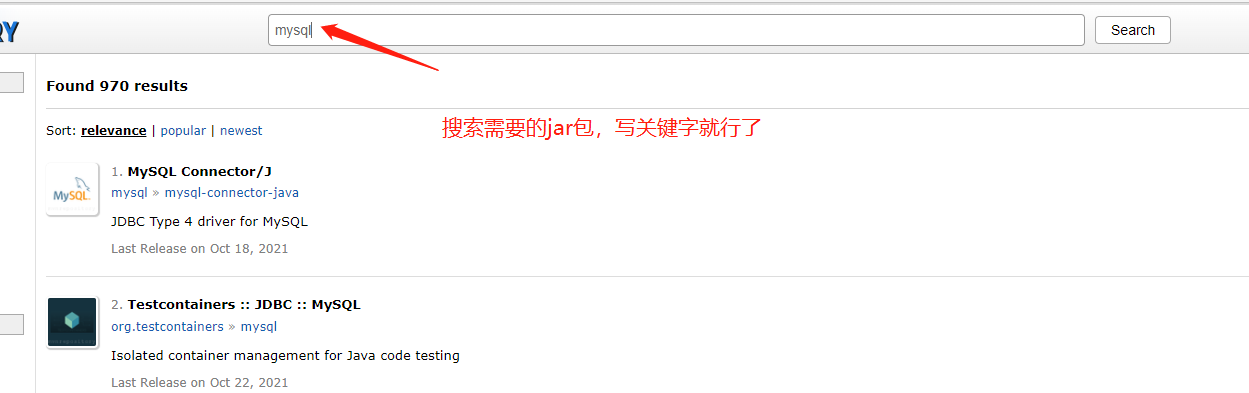 RY
mysql
Search
Found 970 results
Sort: relevance | popular | newest
搜索需要的jar包，写关键字就行了
1. MySQL Connector/J
mysql » mysql-connector-java
JDBC Type 4 driver for MySQL
Last Release on Oct 18, 2021
MySQL
2. Testcontainers :: JDBC :: MySQL
org.testcontainers » mysql
Isolated container management for Java code testing
Last Release on Oct 22, 2021